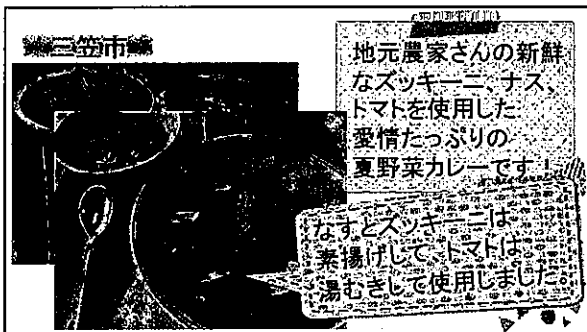 三笠市
地元農家さんの新鮮
なズッキーニ、ナス、
トマトを使用した
愛情たっぷりの
夏野菜カレーです！
なすとズッキーニは
素揚げして、トマトは
湯むきして使用しました。